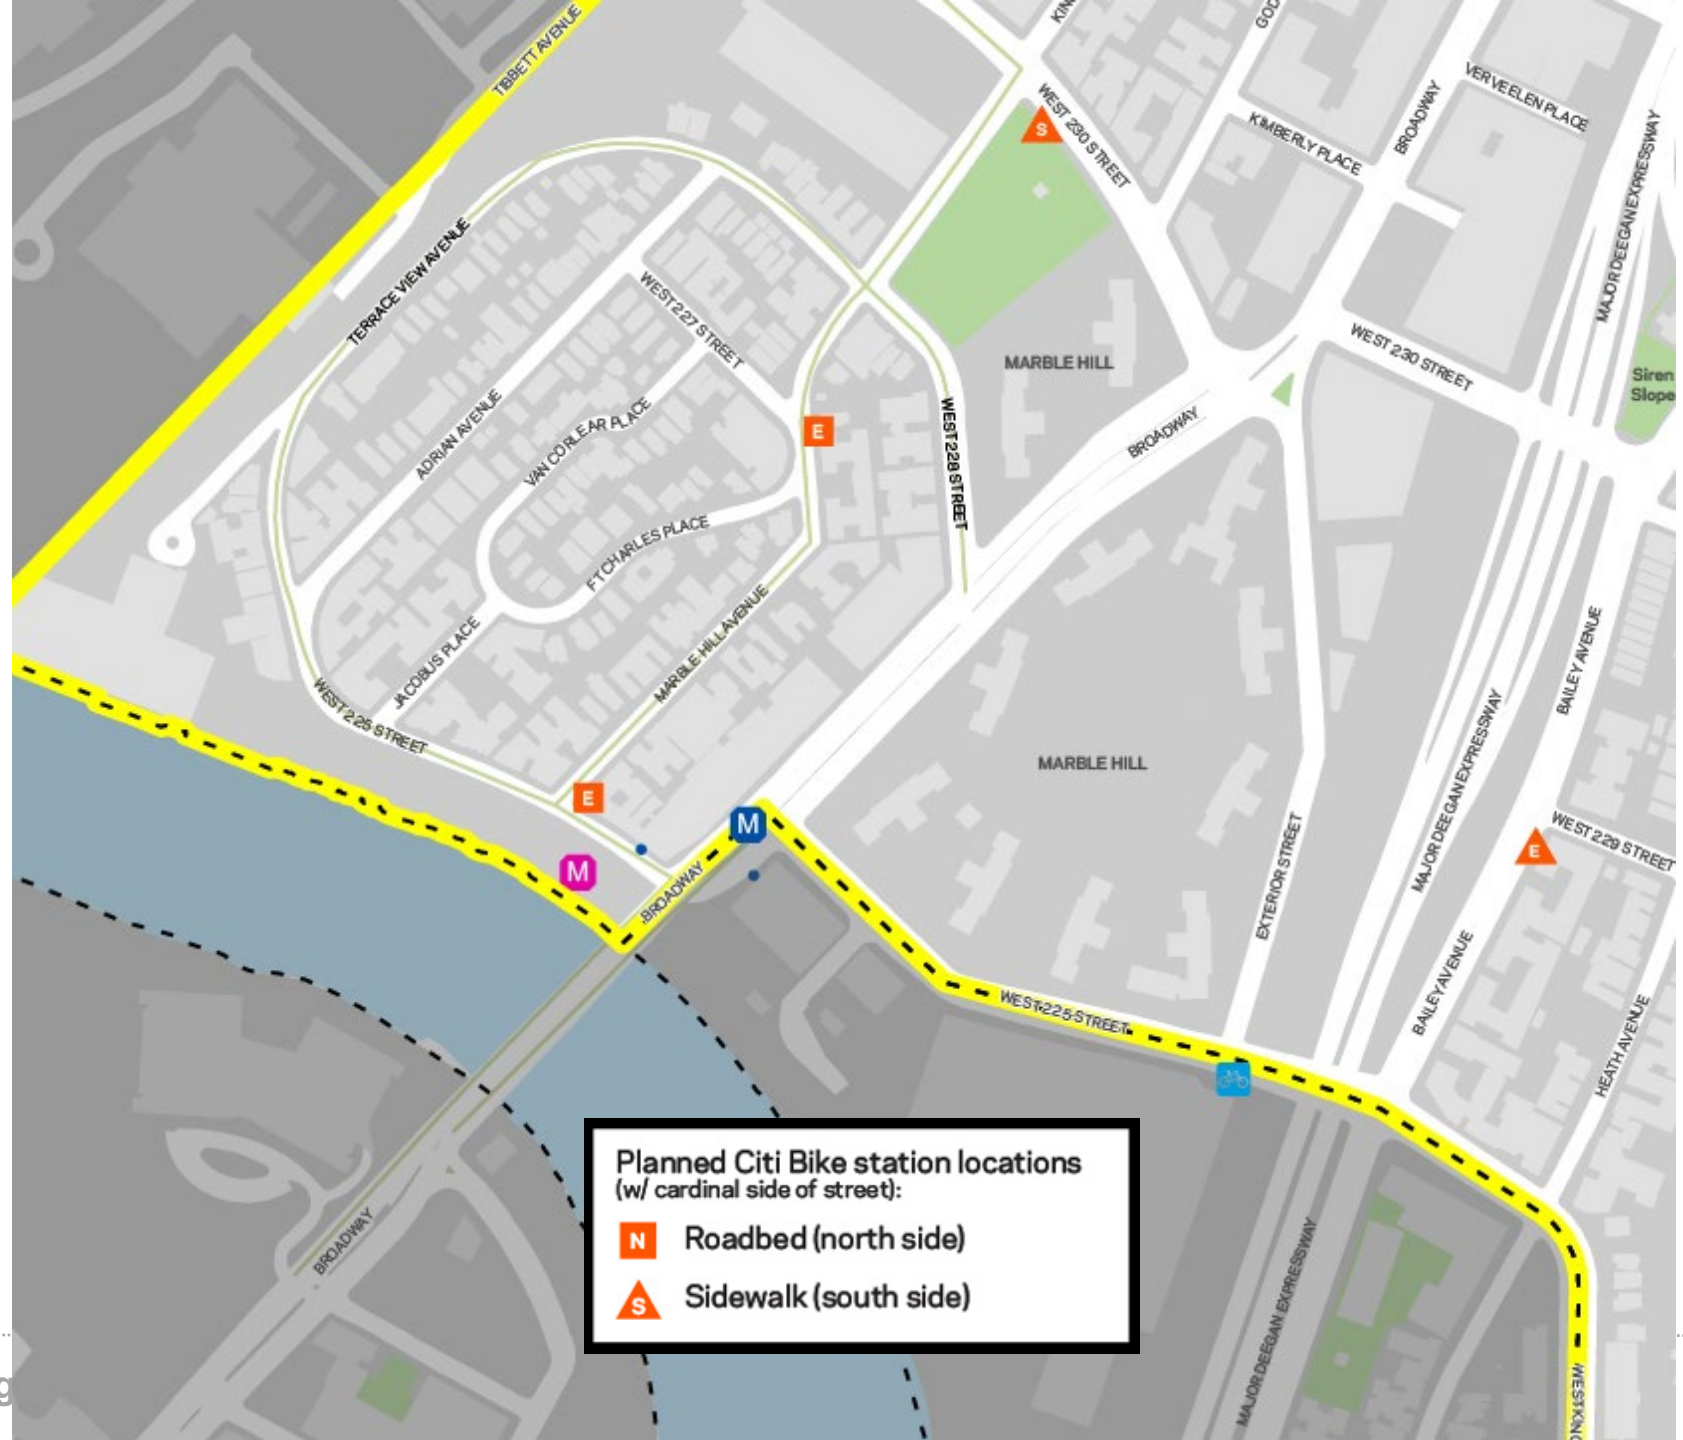 TIBBETT AVENUE
KIN
GOD
VERVEELEN PLACE
WEST 230 STREET
S
KIMBERLY PLACE
BROADWAY
MAJOR DEEGAN EXPRESSWAY
TERRACE VIEW AVENUE
WEST 227 STREET
MARBLE HILL
WEST 230 STREET
Siren
Slope
ADRIAN AVENUE
VAN CORLEAR PLACE
E
WEST 228 STREET
BROADWAY
FT CHARLES PLACE
JACOBUS PLACE
MARBLE HILL AVENUE
BAILEY AVENUE
WEST 225 STREET
MARBLE HILL
MAJOR DEEGAN EXPRESSWAY
E
M
M
BROADWAY
EXTERIOR STREET
WEST 229 STREET
E
BAILEY AVENUE
WEST 225 STREET
HEATH AVENUE
BROADWAY
MAJOR DEEGAN EXPRESSWAY
WEST KING
Planned Citi Bike station locations
(w/ cardinal side of street):
N Roadbed (north side)
S Sidewalk (south side)
g